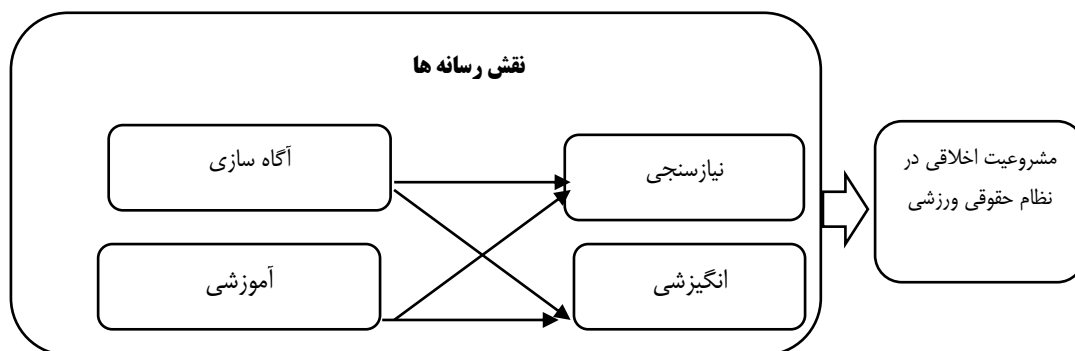 نقش رسانه ها
آگاه سازی
نیازسنجی
آموزشی
انگیزشی
مشروعیت اخلاقی در
نظام حقوقی ورزشی